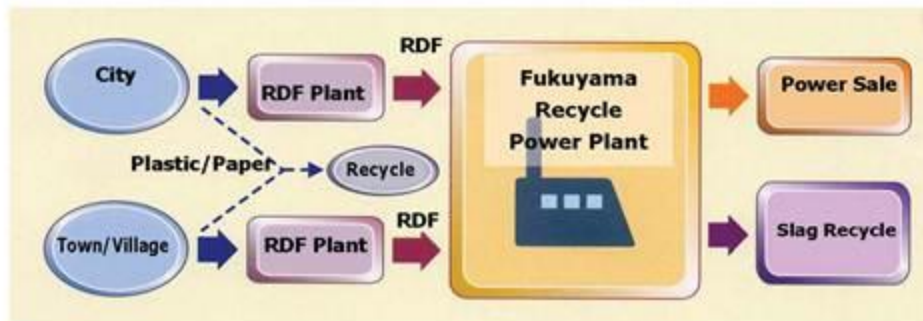 City
RDF Plant
RDF
Fukuyama
Recycle
Power Plant
Power Sale
Plastic/Paper
Recycle
Town/Village
RDF Plant
RDF
Slag Recycle